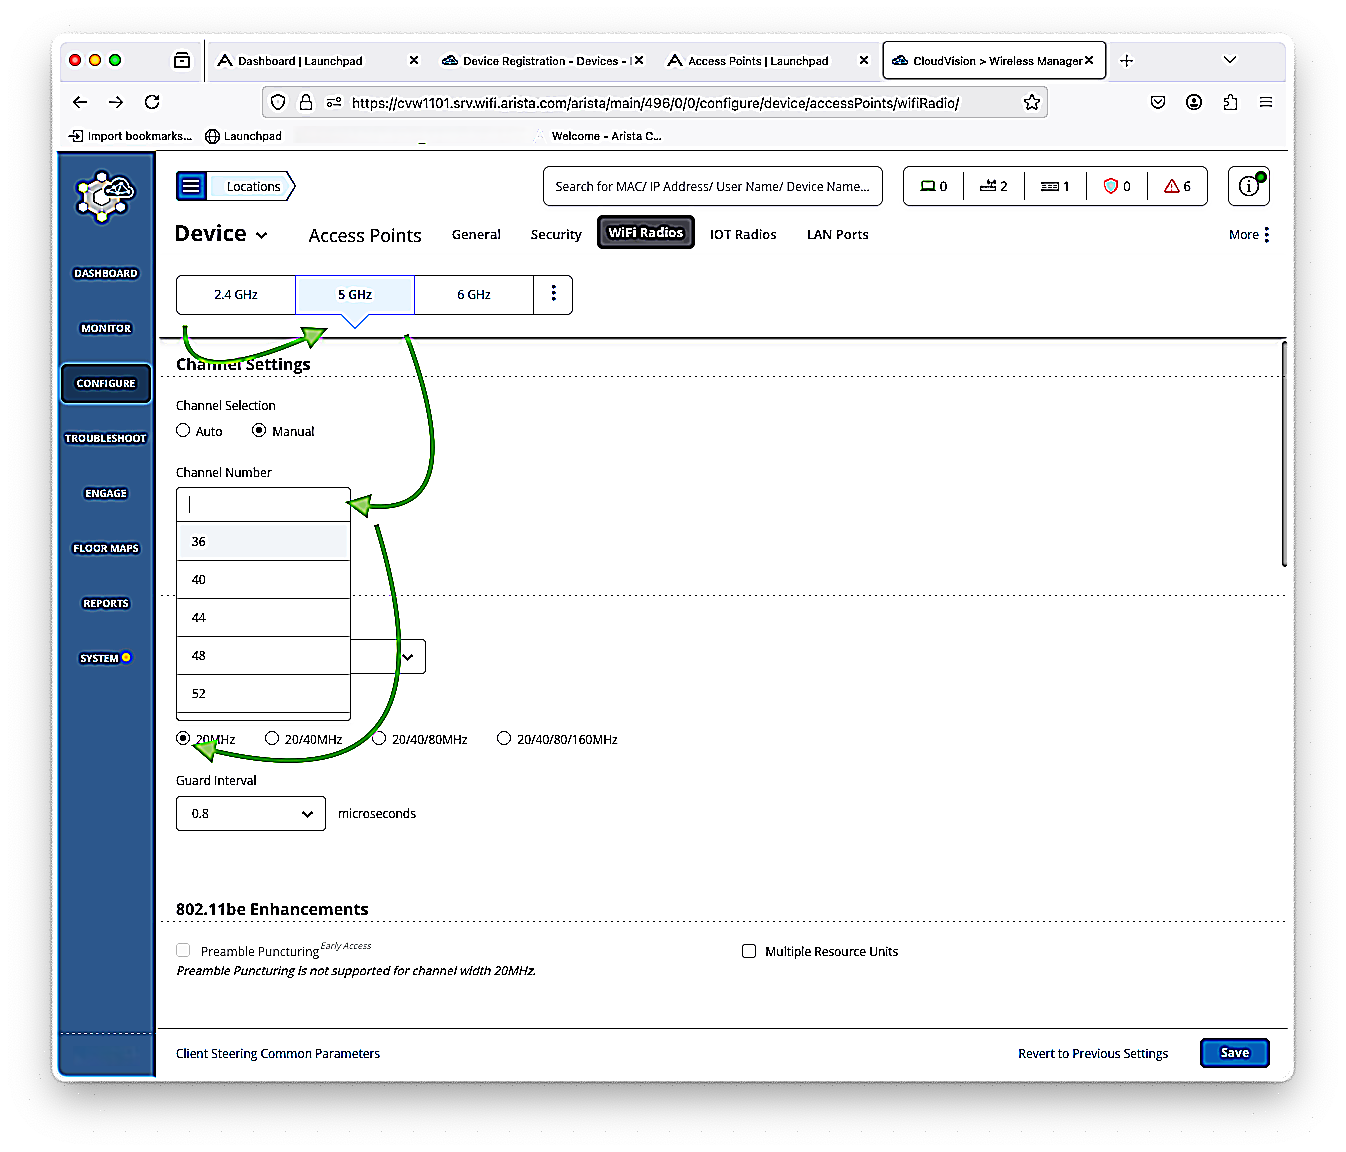 Dashboard | Launchpad
Device Registration - Devices -
Access Points | Launchpad
CloudVision > Wireless Manager
https://cvw1101.srv.wifi.arista.com/arista/main/496/0/0/configure/device/accessPoints/wifiRadio/
Import bookmarks...
Launchpad
Welcome - Arista C...
Locations
Search for MAC/ IP Address/ User Name/ Device Name...
0
2
1
0
6
Device
Access Points
General
Security
WiFi Radios
IOT Radios
LAN Ports
More
DASHBOARD
MONITOR
CONFIGURE
TROUBLESHOOT
ENGAGE
FLOOR MAPS
REPORTS
SYSTEM
2.4 GHz
5 GHz
6 GHz
Channel Settings
Channel Selection
Auto
Manual
Channel Number
36
40
44
48
52
20MHz
20/40MHz
20/40/80MHz
20/40/80/160MHz
Guard Interval
0.8
microseconds
802.11be Enhancements
Preamble Puncturing Early Access
Multiple Resource Units
Preamble Puncturing is not supported for channel width 20MHz.
Client Steering Common Parameters
Revert to Previous Settings
Save